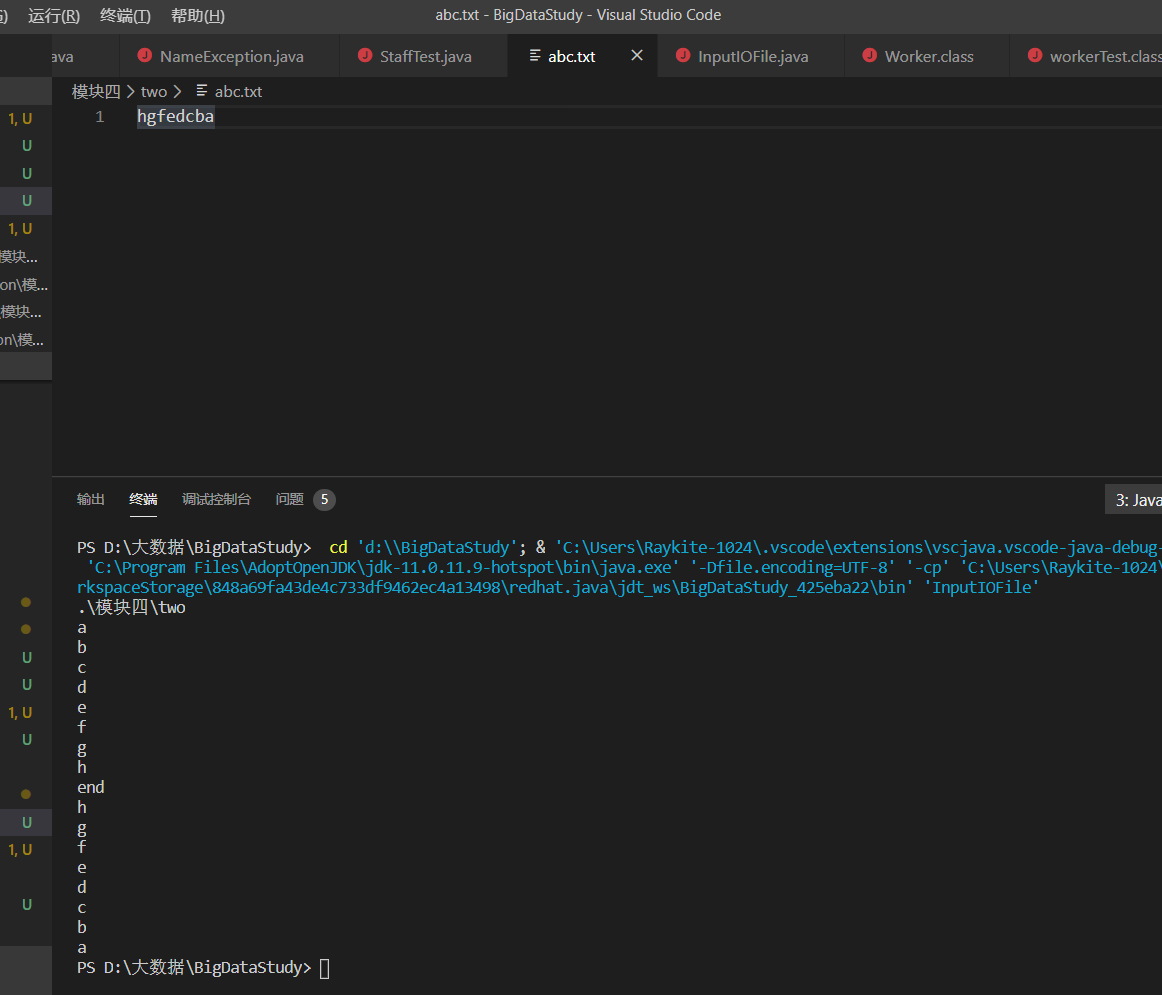 运行(R) 终端(T) 帮助(H) abc.txt - BigDataStudy - Visual Studio Code
ava NameException.java StaffTest.java abc.txt InputIOFile.java Worker.class workerTest.class
模块四 > two > abc.txt
1 hgfedcba
1, U
U
U
U
1, U
模块...
on\模...
\模块...
on\模...
输出 终端 调试控制台 问题 5 3: Java
PS D:\大数据\BigDataStudy> cd 'd:\\BigDataStudy'; & 'C:\Users\Raykite-1024\.vscode\extensions\vscjava.vscode-java-debug-
'C:\Program Files\AdoptOpenJDK\jdk-11.0.11.9-hotspot\bin\java.exe' '-Dfile.encoding=UTF-8' '-cp' 'C:\Users\Raykite-1024\
rkspaceStorage\848a69fa43de4c733df9462ec4a13498\redhat.java\jdt_ws\BigDataStudy_425eba22\bin' 'InputIOFile'
.\模块四\two
a
b
c
d
e
f
g
h
end
h
g
f
e
d
c
b
a
PS D:\大数据\BigDataStudy>
U
U
1, U
U
U
1, U
U